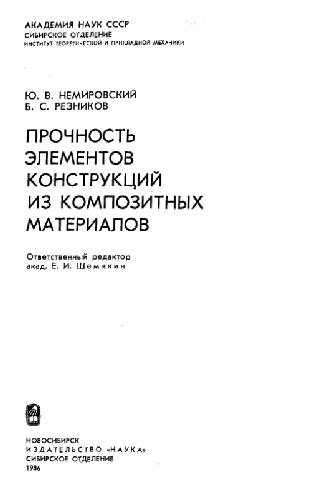 АКАДЕМИЯ НАУК СССР
СИБИРСКОЕ ОТДЕЛЕНИЕ
ИНСТИТУТ ТЕОРЕТИЧЕСКОЙ И ПРИКЛАДНОЙ МЕХАНИКИ
Ю. В. НЕМИРОВСКИЙ
Б. С. РЕЗНИКОВ
ПРОЧНОСТЬ
ЭЛЕМЕНТОВ
КОНСТРУКЦИЙ
ИЗ КОМПОЗИТНЫХ
МАТЕРИАЛОВ
Ответственный редактор
акад. Е. И. Шемякин
НОВОСИБИРСК
ИЗДАТЕЛЬСТВО «НАУКА»
СИБИРСКОЕ ОТДЕЛЕНИЕ
1986